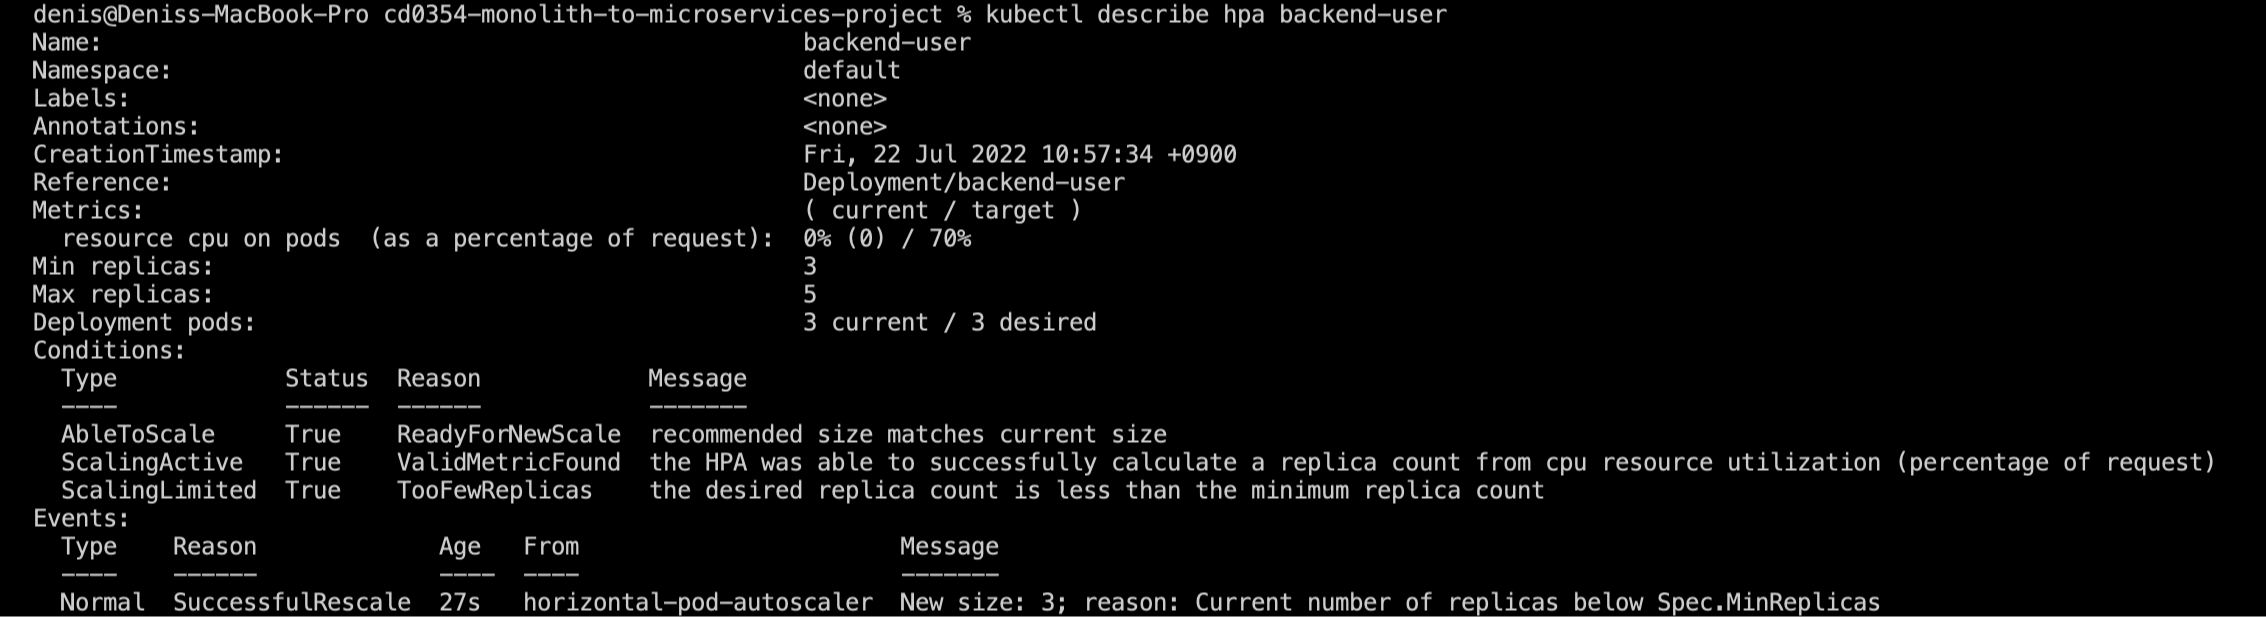 denis@Deniss-MacBook-Pro cd0354-monolith-to-microservices-project % kubectl describe hpa backend-user
Name: backend-user
Namespace: default
Labels: <none>
Annotations: <none>
CreationTimestamp: Fri, 22 Jul 2022 10:57:34 +0900
Reference: Deployment/backend-user
Metrics: ( current / target )
  resource cpu on pods  (as a percentage of request):  0% (0) / 70%
Min replicas: 3
Max replicas: 5
Deployment pods: 3 current / 3 desired
Conditions:
  Type            Status  Reason            Message
  ----            ------  ------            -------
  AbleToScale     True    ReadyForNewScale  recommended size matches current size
  ScalingActive   True    ValidMetricFound  the HPA was able to successfully calculate a replica count from cpu resource utilization (percentage of request)
  ScalingLimited  True    TooFewReplicas    the desired replica count is less than the minimum replica count
Events:
  Type    Reason             Age   From                       Message
  ----    ------             ----  ----                       -------
  Normal  SuccessfulRescale  27s   horizontal-pod-autoscaler  New size: 3; reason: Current number of replicas below Spec.MinReplicas